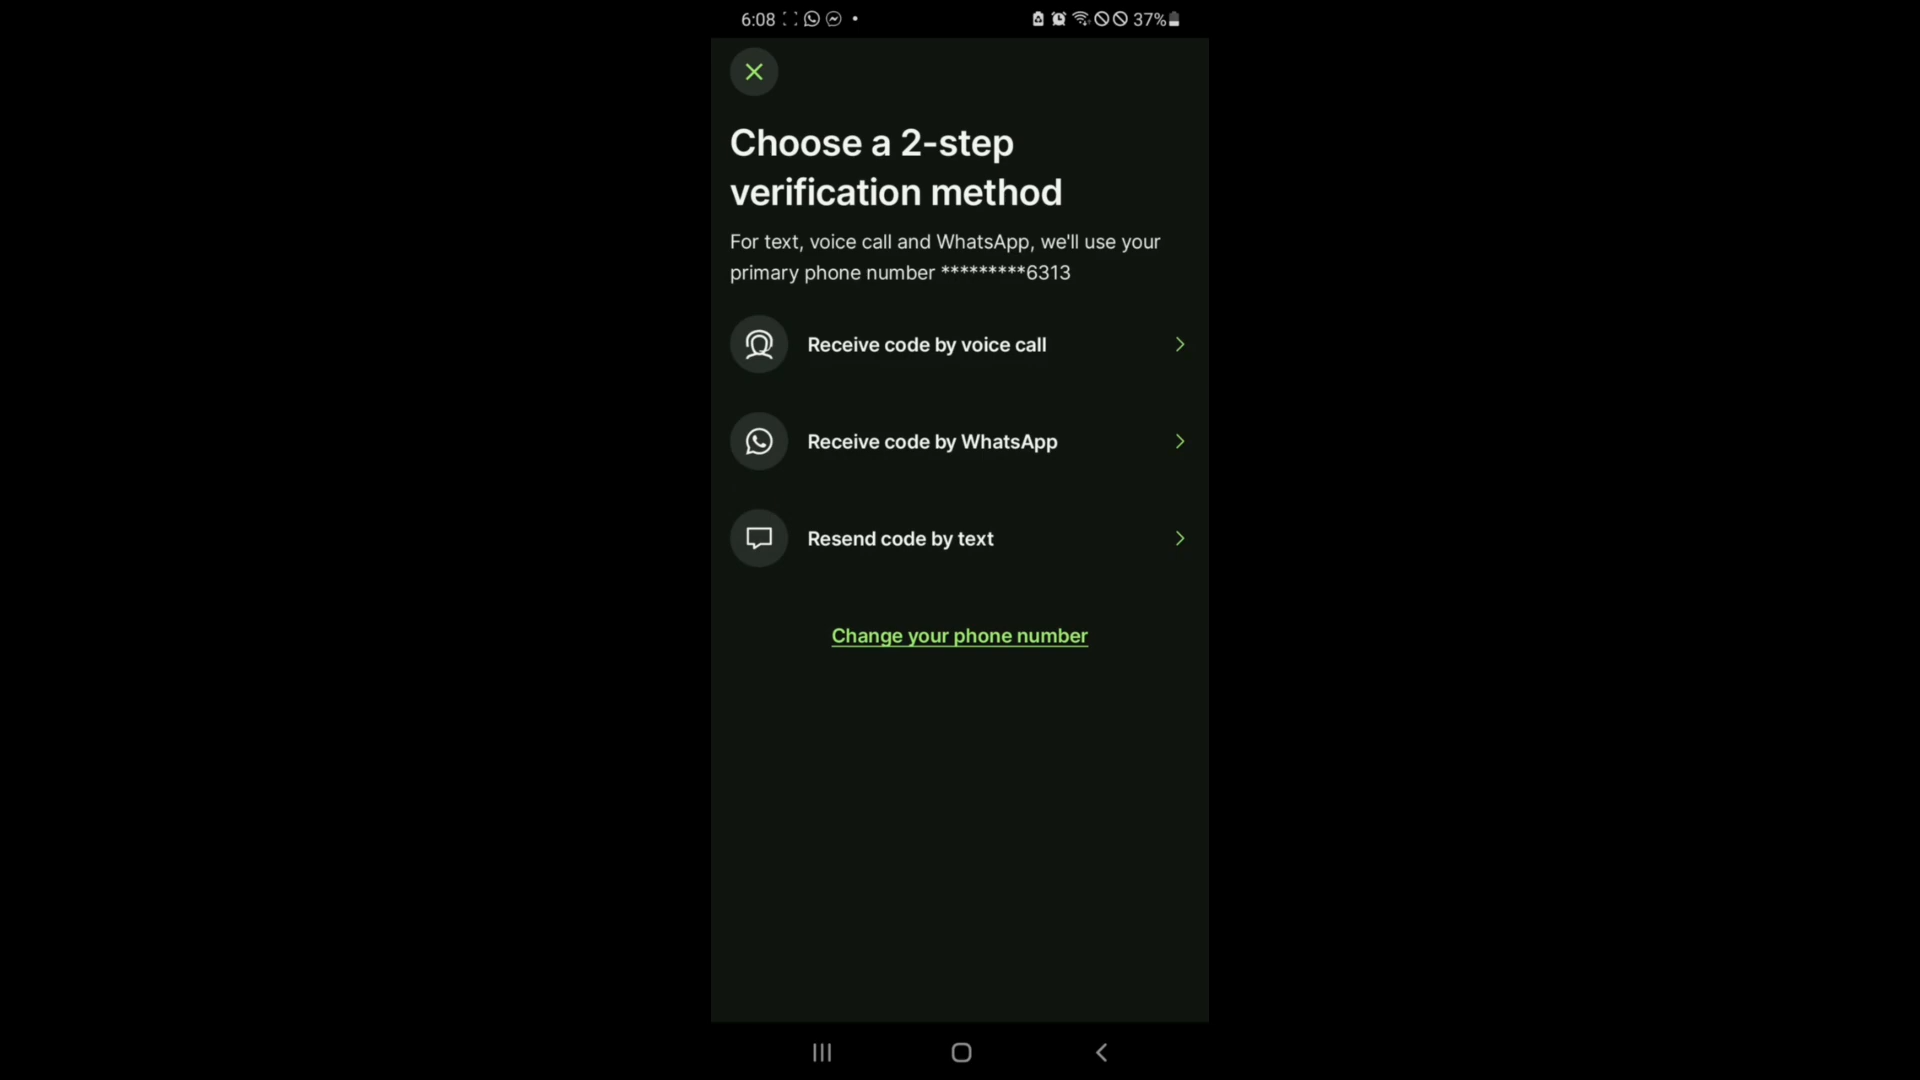 6:08
37%
Choose a 2-step
verification method
For text, voice call and WhatsApp, we'll use your
primary phone number *********6313
Receive code by voice call
Receive code by WhatsApp
Resend code by text
Change your phone number